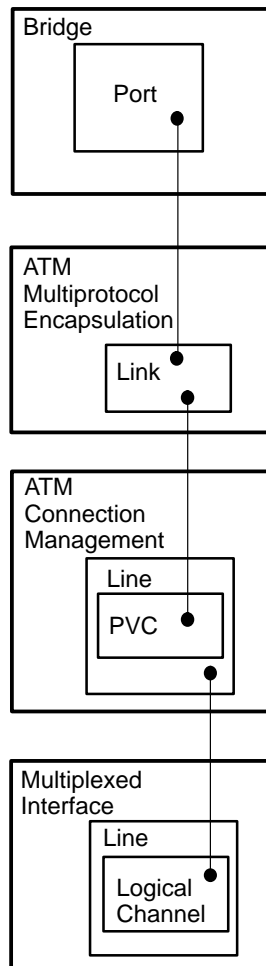 Bridge
Port
ATM
Multiprotocol
Encapsulation
Link
ATM
Connection
Management
Line
PVC
Multiplexed
Interface
Line
Logical
Channel